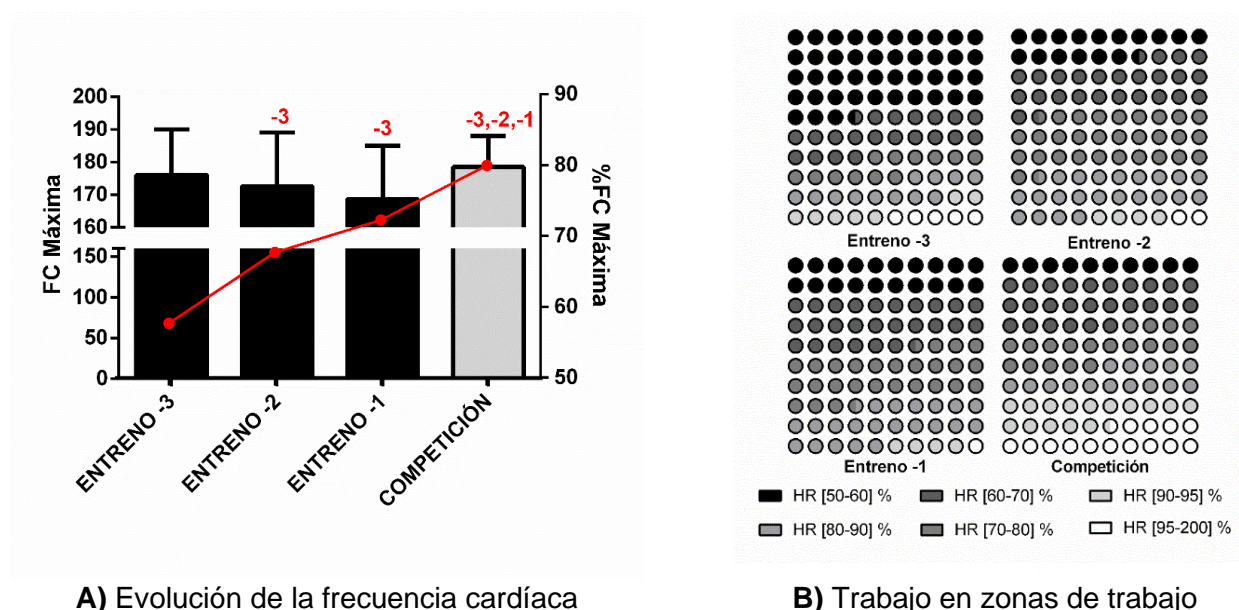 200
190
180
170
160
150
100
50
0
FC Máxima
-3
-3
-3,-2,-1
90
80
70
60
50
%FC Máxima
ENTRENO -3
ENTRENO -2
ENTRENO -1
COMPETICIÓN
A) Evolución de la frecuencia cardíaca
Entreno -3
Entreno -2
Entreno -1
Competición
HR [50-60] %
HR [60-70] %
HR [90-95] %
HR [80-90] %
HR [70-80] %
HR [95-200] %
B) Trabajo en zonas de trabajo